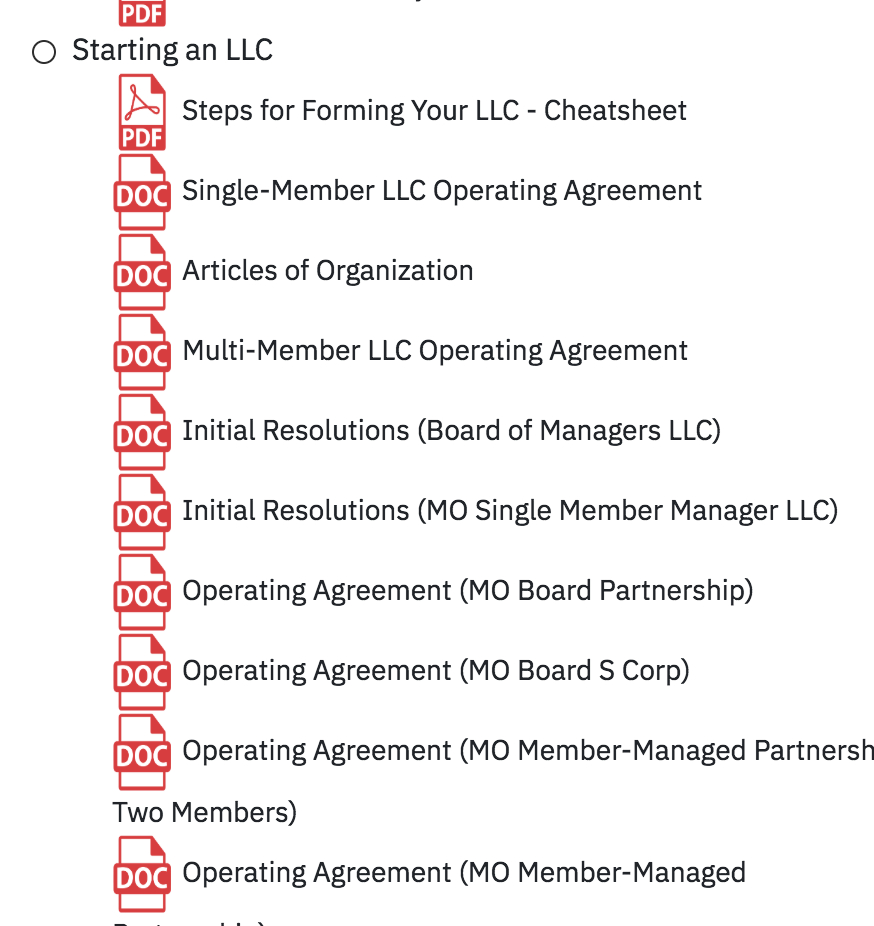 PDF
Starting an LLC
PDF Steps for Forming Your LLC - Cheatsheet
DOC Single-Member LLC Operating Agreement
DOC Articles of Organization
DOC Multi-Member LLC Operating Agreement
DOC Initial Resolutions (Board of Managers LLC)
DOC Initial Resolutions (MO Single Member Manager LLC)
DOC Operating Agreement (MO Board Partnership)
DOC Operating Agreement (MO Board S Corp)
DOC Operating Agreement (MO Member-Managed Partnersh
Two Members)
DOC Operating Agreement (MO Member-Managed